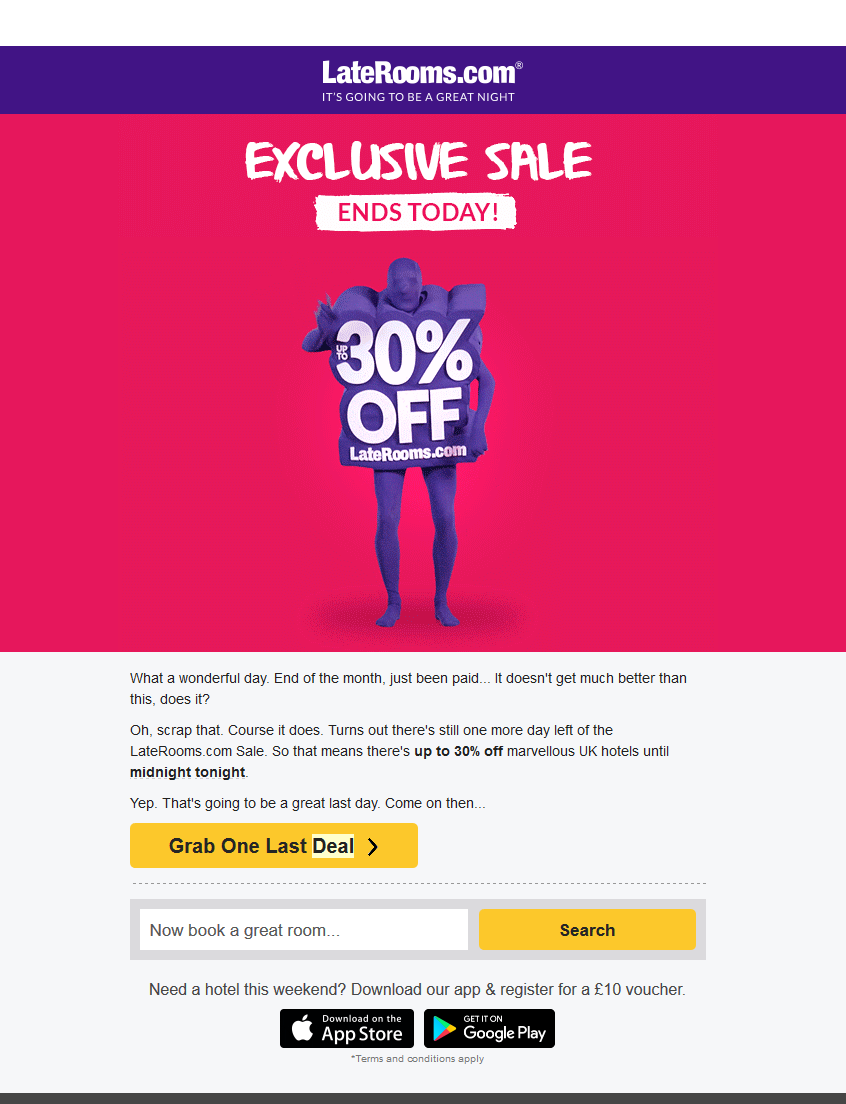 LateRooms.com®
IT'S GOING TO BE A GREAT NIGHT
EXCLUSIVE SALE
ENDS TODAY!
UP TO 30%
OFF
LateRooms.com
What a wonderful day. End of the month, just been paid... It doesn't get much better than
this, does it?
Oh, scrap that. Course it does. Turns out there's still one more day left of the
LateRooms.com Sale. So that means there's up to 30% off marvellous UK hotels until
midnight tonight.
Yep. That's going to be a great last day. Come on then...
Grab One Last Deal
Now book a great room...
Search
Need a hotel this weekend? Download our app & register for a £10 voucher.
Download on the
App Store
GET IT ON
Google Play
*Terms and conditions apply